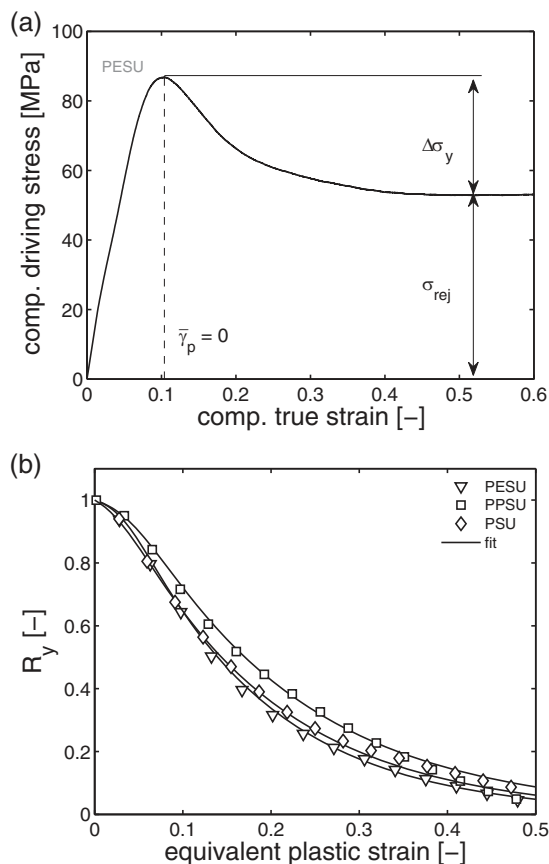 (a)
100
80
60
40
20
0
comp. driving stress [MPa]
PESU
Δσy
σrej
γ̄p = 0
0 0.1 0.2 0.3 0.4 0.5 0.6
comp. true strain [−]
(b)
1
0.8
0.6
0.4
0.2
0
Ry [−]
PESU
PPSU
PSU
fit
0 0.1 0.2 0.3 0.4 0.5
equivalent plastic strain [−]